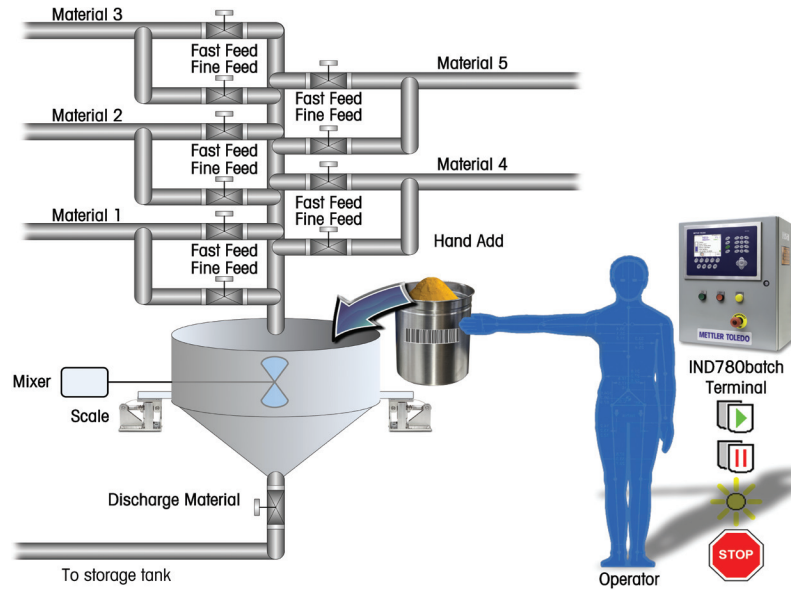 Material 3
Fast Feed
Fine Feed
Material 5
Fast Feed
Fine Feed
Material 2
Fast Feed
Fine Feed
Material 4
Fast Feed
Fine Feed
Material 1
Fast Feed
Fine Feed
Hand Add
METTLER TOLEDO
IND780batch
Terminal
Mixer
Scale
Discharge Material
STOP
To storage tank
Operator